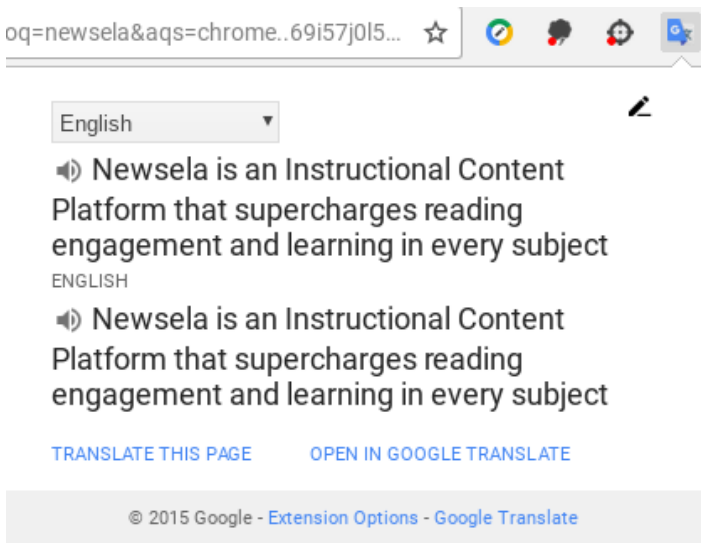 oq=newsela&aqs=chrome..69i57j0l5...
English
Newsela is an Instructional Content
Platform that supercharges reading
engagement and learning in every subject
ENGLISH
Newsela is an Instructional Content
Platform that supercharges reading
engagement and learning in every subject
TRANSLATE THIS PAGE OPEN IN GOOGLE TRANSLATE
© 2015 Google - Extension Options - Google Translate